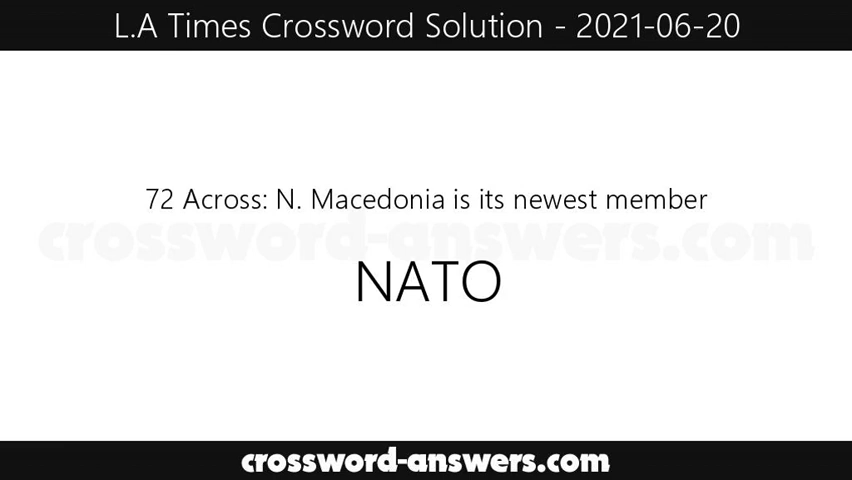 L.A Times Crossword Solution - 2021-06-20
72 Across: N. Macedonia is its newest member
crossword-answers.com
NATO
crossword-answers.com